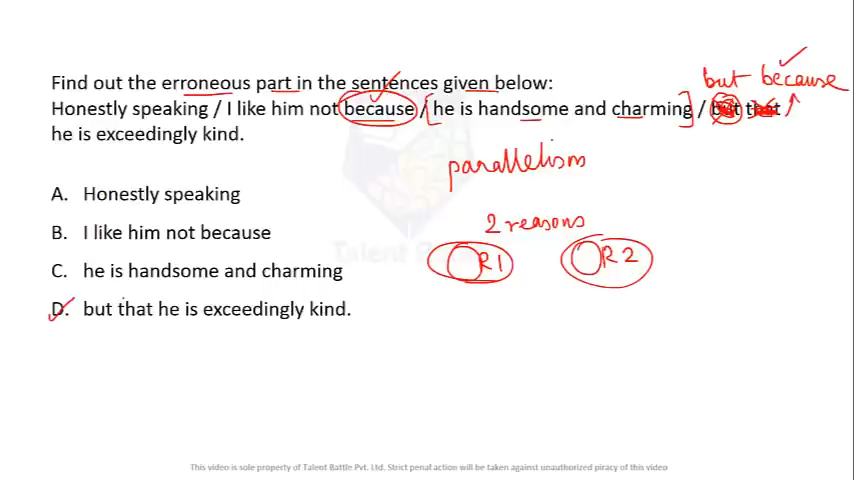 Find out the erroneous part in the sentences given below:
but because
Honestly speaking / I like him not because / he is handsome and charming / but that
he is exceedingly kind.
parallelism
A. Honestly speaking
2 reasons
B. I like him not because
R1 R2
C. he is handsome and charming
D. but that he is exceedingly kind.
This video is sole property of Talent Battle Pvt. Ltd. Strict penal action will be taken against unauthorized piracy of this video